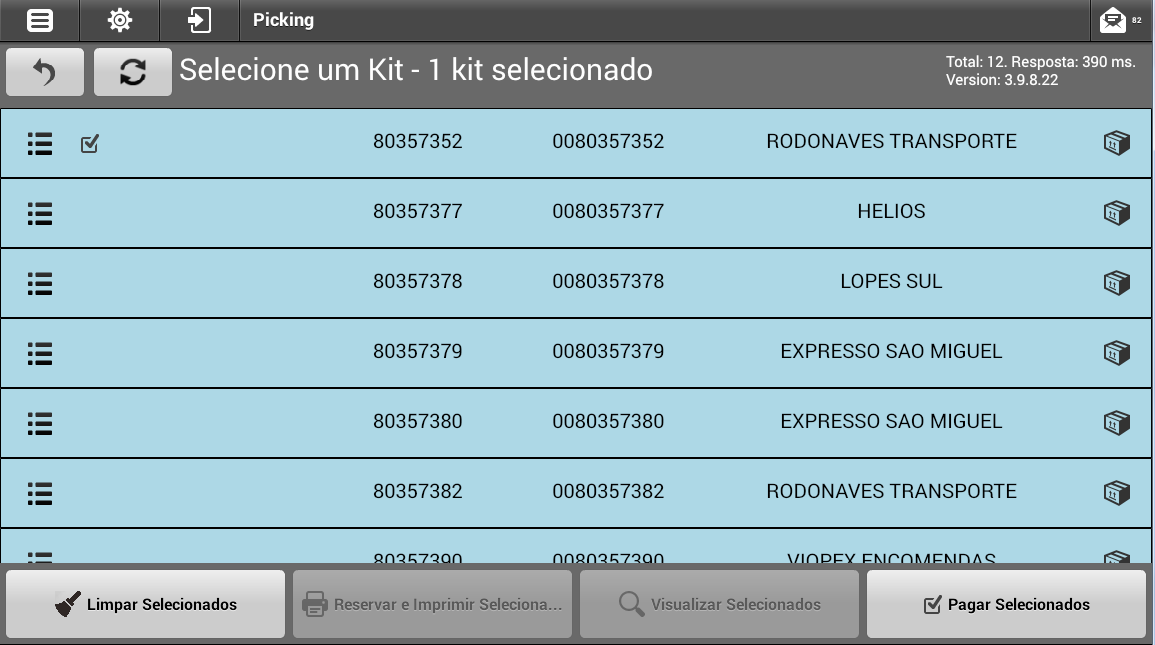 Picking
82
Selecione um Kit - 1 kit selecionado
Total: 12. Resposta: 390 ms.
Version: 3.9.8.22
80357352 0080357352 RODONAVES TRANSPORTE
80357377 0080357377 HELIOS
80357378 0080357378 LOPES SUL
80357379 0080357379 EXPRESSO SAO MIGUEL
80357380 0080357380 EXPRESSO SAO MIGUEL
80357382 0080357382 RODONAVES TRANSPORTE
80357390 0080357390 VIOPEX ENCOMENDAS
Limpar Selecionados
Reservar e Imprimir Seleciona...
Visualizar Selecionados
Pagar Selecionados